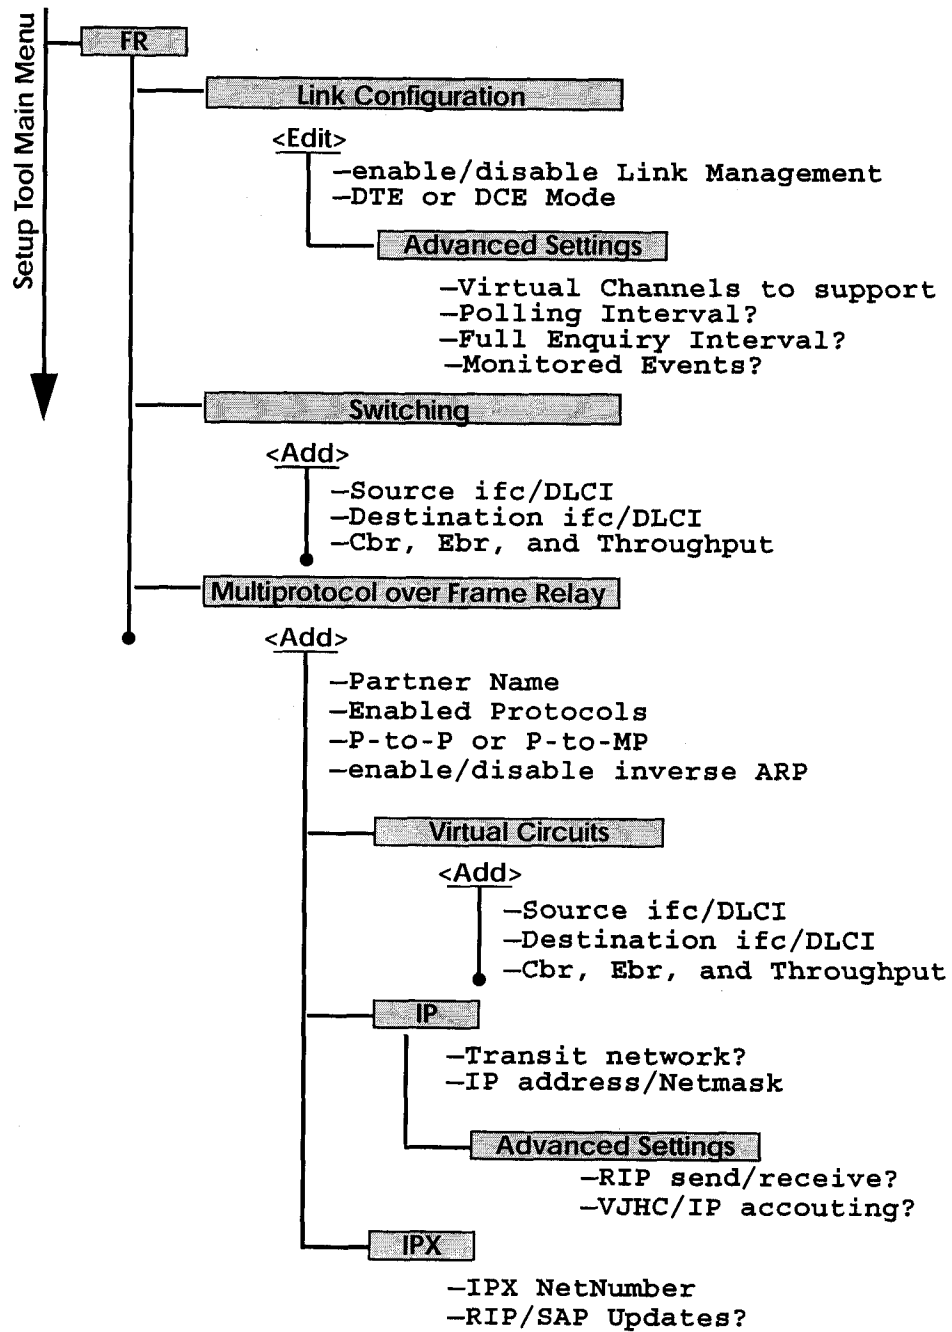 Setup Tool Main Menu
FR
Link Configuration
<Edit>
–enable/disable Link Management
–DTE or DCE Mode
Advanced Settings
–Virtual Channels to support
–Polling Interval?
–Full Enquiry Interval?
–Monitored Events?
Switching
<Add>
–Source ifc/DLCI
–Destination ifc/DLCI
–Cbr, Ebr, and Throughput
Multiprotocol over Frame Relay
<Add>
–Partner Name
–Enabled Protocols
–P-to-P or P-to-MP
–enable/disable inverse ARP
Virtual Circuits
<Add>
–Source ifc/DLCI
–Destination ifc/DLCI
–Cbr, Ebr, and Throughput
IP
–Transit network?
–IP address/Netmask
Advanced Settings
–RIP send/receive?
–VJHC/IP accouting?
IPX
–IPX NetNumber
–RIP/SAP Updates?